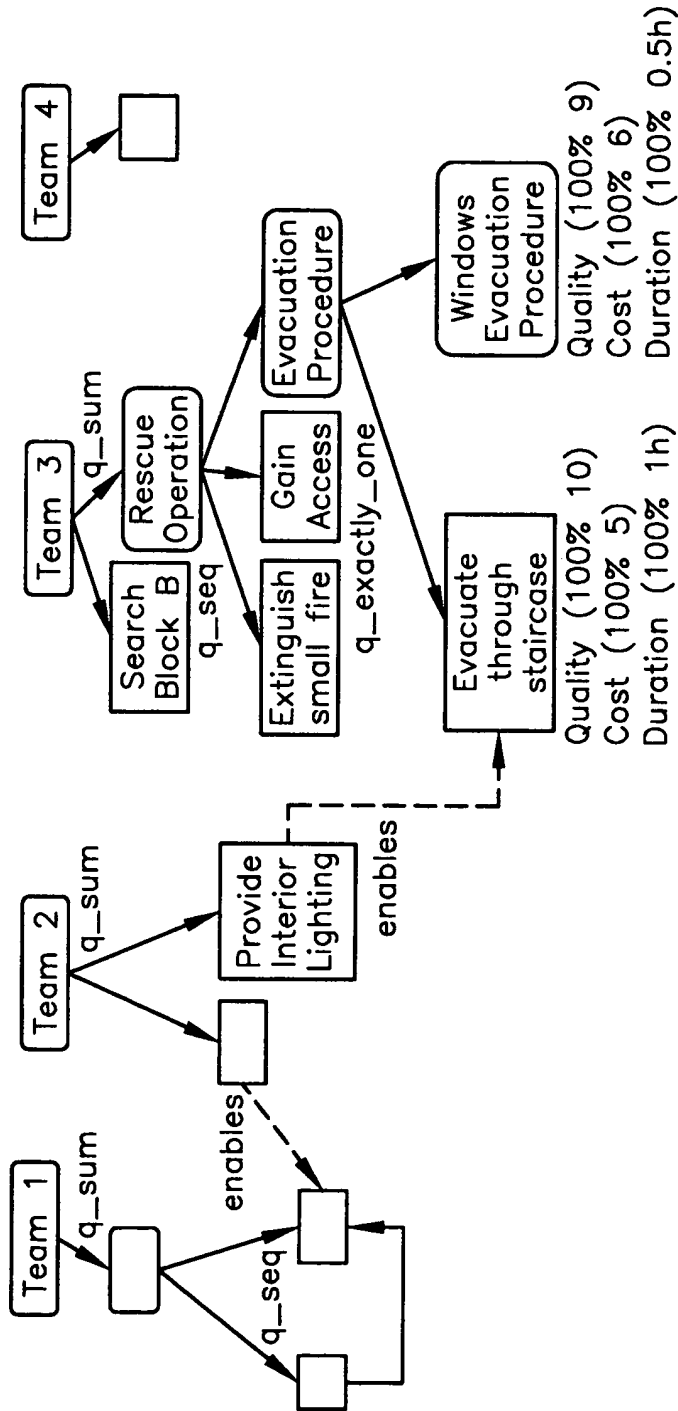 Team 1
q_sum
q_seq
enables
Team 2
q_sum
Provide
Interior
Lighting
enables
Team 3
q_sum
Search
Block B
q_seq
Rescue
Operation
Extinguish
small fire
Gain
Access
Evacuation
Procedure
q_exactly_one
Evacuate
through
staircase
Quality (100% 10)
Cost (100% 5)
Duration (100% 1h)
Windows
Evacuation
Procedure
Quality (100% 9)
Cost (100% 6)
Duration (100% 0.5h)
Team 4